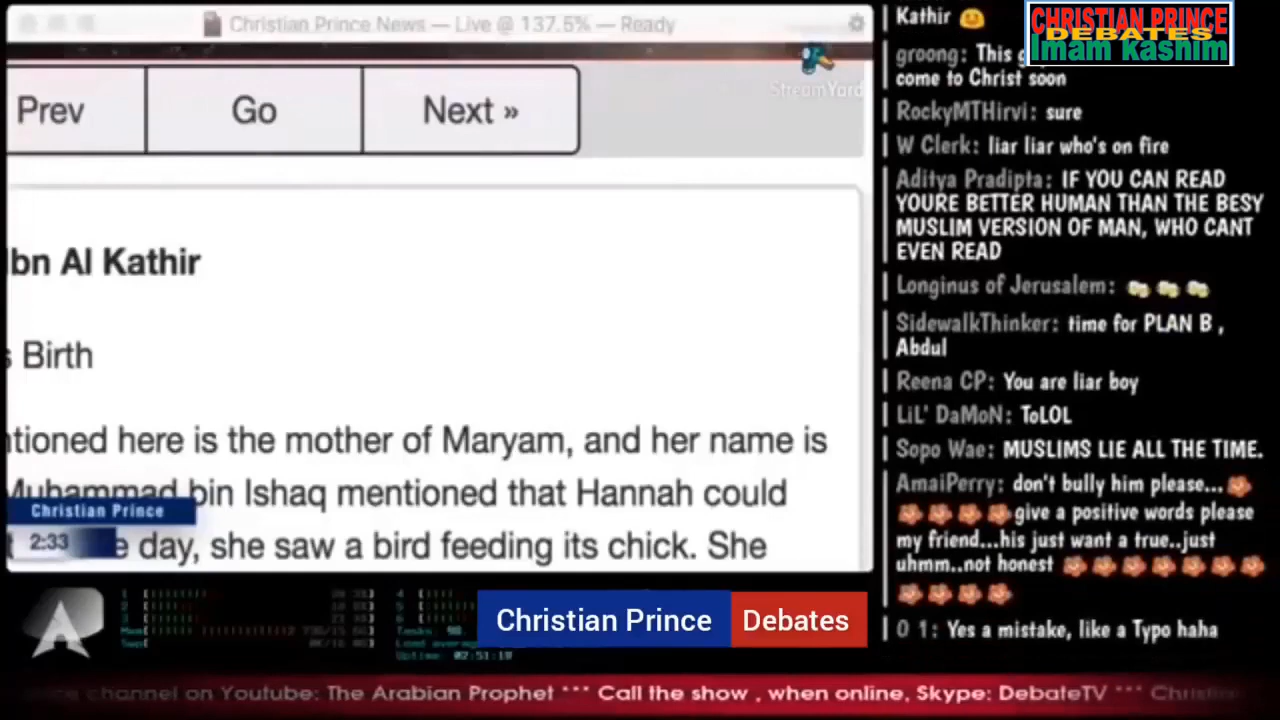 Christian Prince News — Live @ 137.5% — Ready
StreamYard
Prev
Go
Next »
Ibn Al Kathir
s Birth
ntioned here is the mother of Maryam, and her name is
Muhammad bin Ishaq mentioned that Hannah could
e day, she saw a bird feeding its chick. She
Christian Prince
2:33
CHRISTIAN PRINCE
DEBATES
Imam Kashim
Kathir
groong: This
come to Christ soon
RockyMTHirvi: sure
W Clerk: liar liar who's on fire
Aditya Pradipta: IF YOU CAN READ
YOURE BETTER HUMAN THAN THE BESY
MUSLIM VERSION OF MAN, WHO CANT
EVEN READ
Longinus of Jerusalem:
SidewalkThinker: time for PLAN B ,
Abdul
Reena CP: You are liar boy
LiL' DaMoN: ToLOL
Sopo Wae: MUSLIMS LIE ALL THE TIME.
AmaiPerry: don't bully him please...
give a positive words please
my friend...his just want a true..just
uhmm..not honest
0 1: Yes a mistake, like a Typo haha
Christian Prince Debates
Uptime: 02:51:19
channel on Youtube: The Arabian Prophet *** Call the show , when online, Skype: DebateTV ***